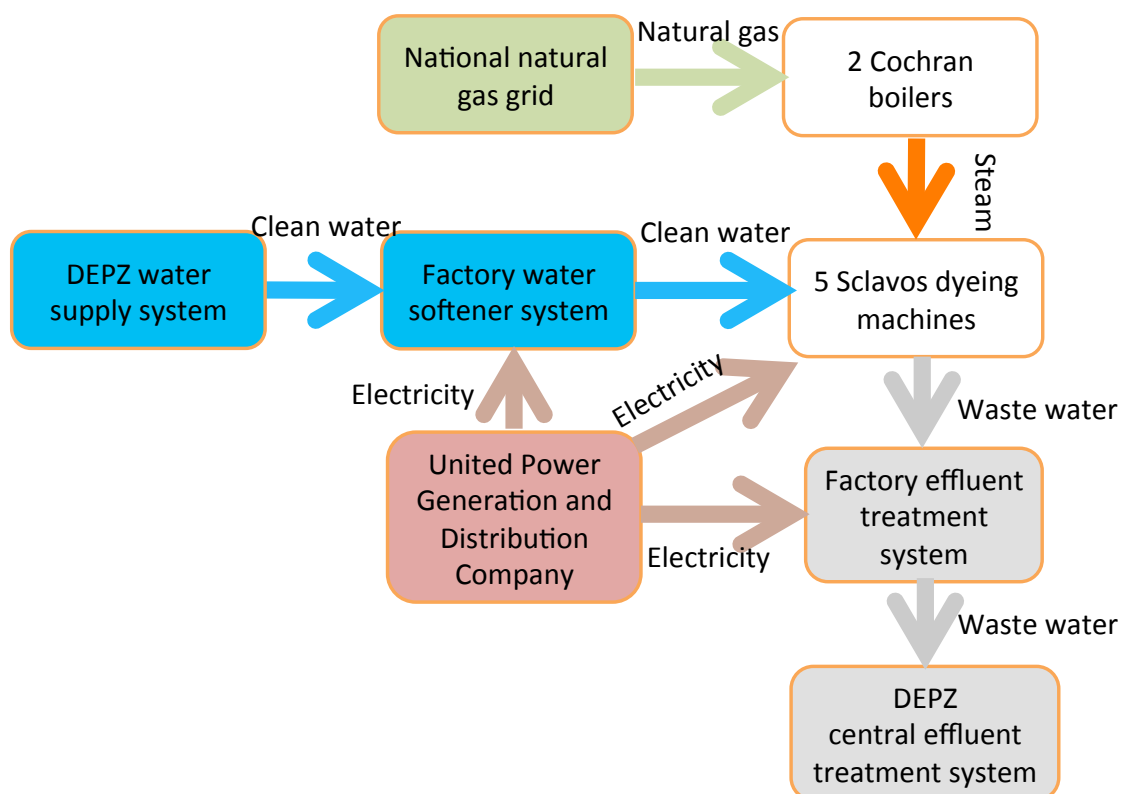 Natural gas
National natural
gas grid
2 Cochran
boilers
Steam
Clean water
Clean water
DEPZ water
supply system
Factory water
softener system
5 Sclavos dyeing
machines
Electricity
Electricity
Waste water
United Power
Generation and
Distribution
Company
Electricity
Factory effluent
treatment
system
Waste water
DEPZ
central effluent
treatment system